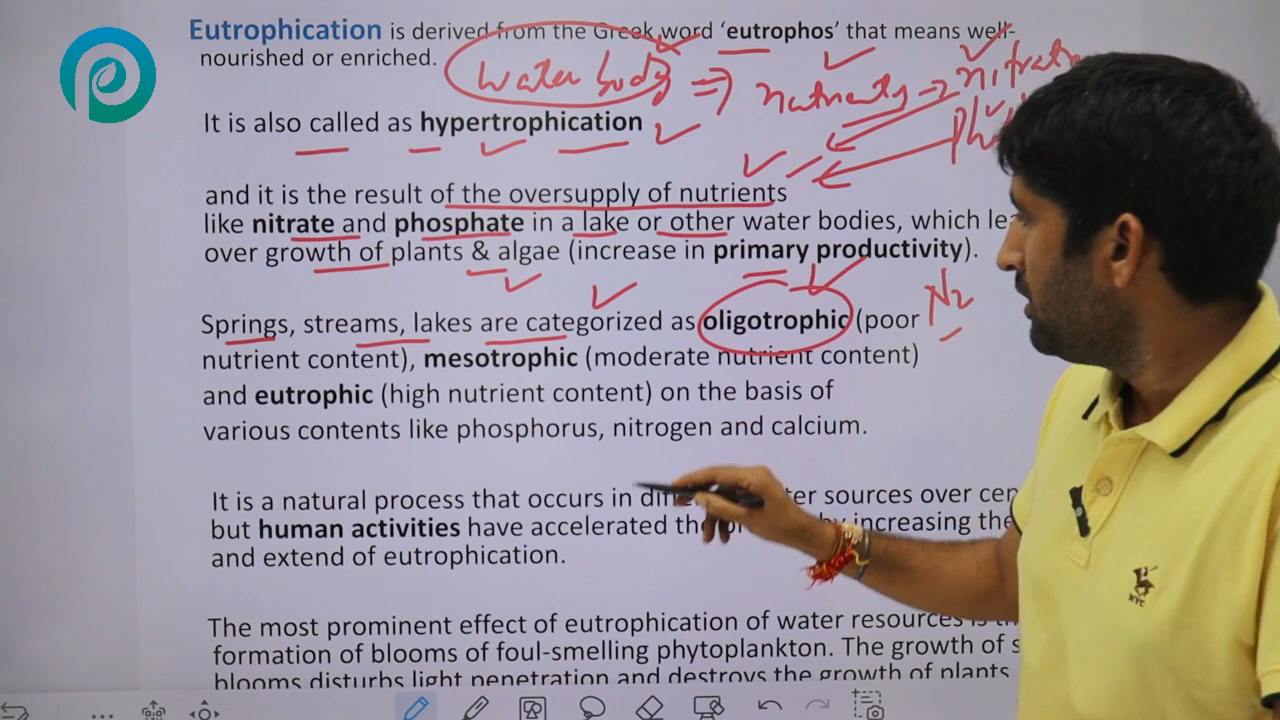 Eutrophication is derived from the Greek word ‘eutrophos’ that means well-
nourished or enriched.
water body ⇒ nutrients
It is also called as hypertrophication
and it is the result of the oversupply of nutrients
like nitrate and phosphate in a lake or other water bodies, which
over growth of plants & algae (increase in primary productivity).
N2
Springs, streams, lakes are categorized as oligotrophic (poor
nutrient content), mesotrophic (moderate nutrient content)
and eutrophic (high nutrient content) on the basis of
various contents like phosphorus, nitrogen and calcium.
It is a natural process that occurs in sources over
but human activities have accelerated by increasing the
and extend of eutrophication.
The most prominent effect of eutrophication of water resources
formation of blooms of foul-smelling phytoplankton. The growth of
blooms disturbs light penetration and destroys the growth of plants
NYC